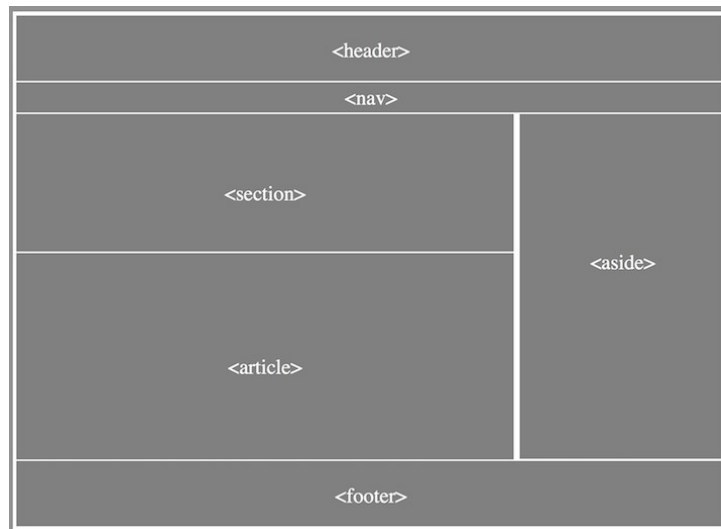 <header>
<nav>
<section>
<aside>
<article>
<footer>